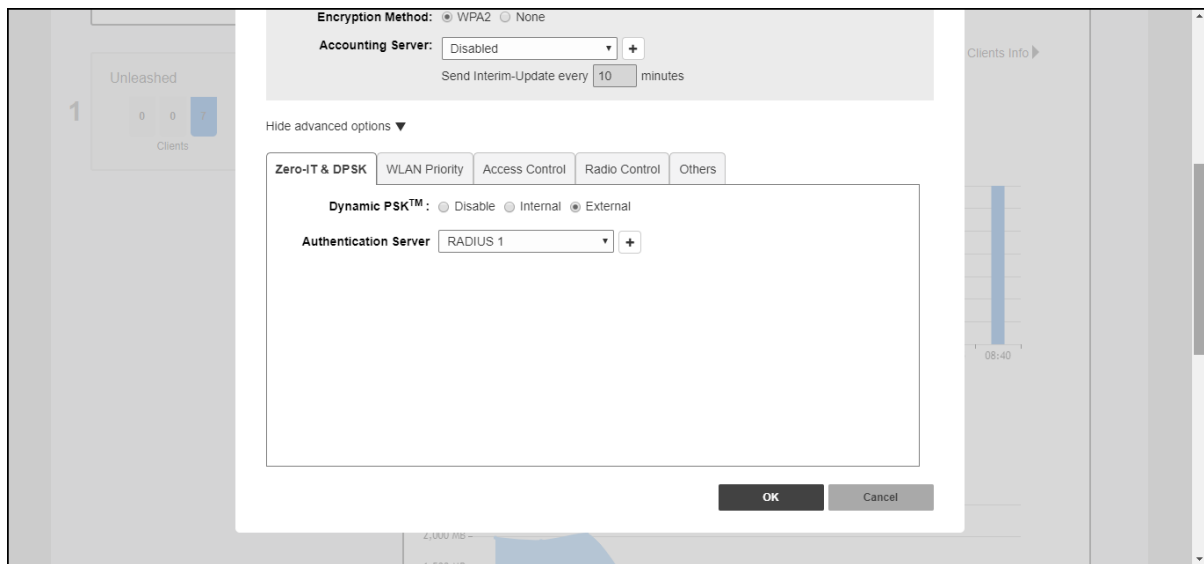 Encryption Method: WPA2 None
Accounting Server: Disabled +
Send Interim-Update every 10 minutes
Clients Info
Unleashed
1
0 0 7
Clients
Hide advanced options
Zero-IT & DPSK WLAN Priority Access Control Radio Control Others
Dynamic PSK™ : Disable Internal External
Authentication Server RADIUS 1 +
08:40
OK Cancel
2,000 MB